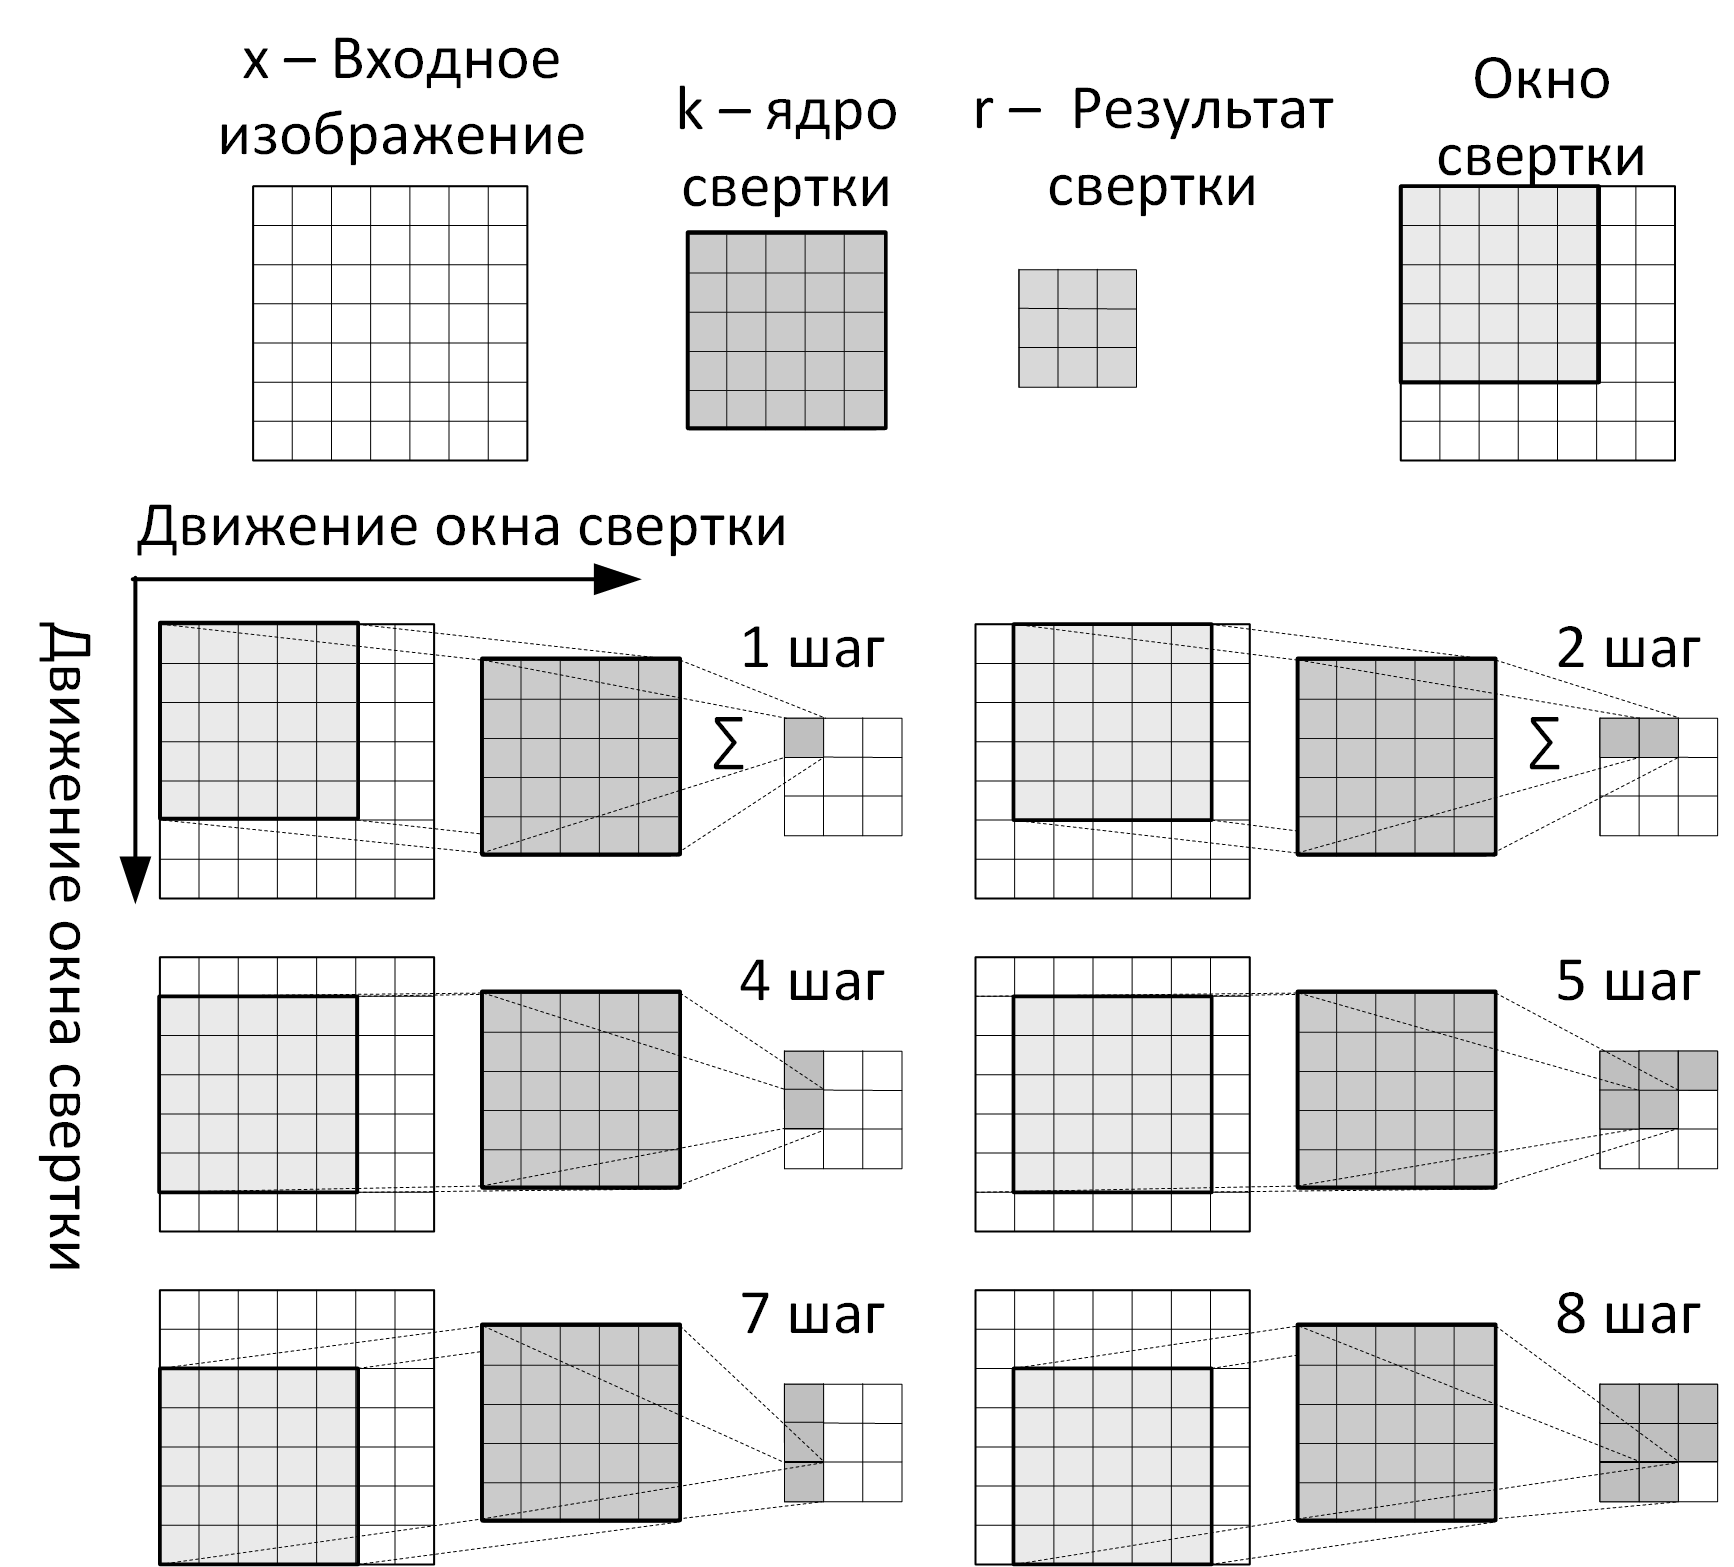 x – Входное
изображение
k – ядро
свертки
r – Результат
свертки
Окно
свертки
Движение окна свертки
Движение окна свертки
1 шаг
∑
2 шаг
∑
4 шаг
5 шаг
7 шаг
8 шаг